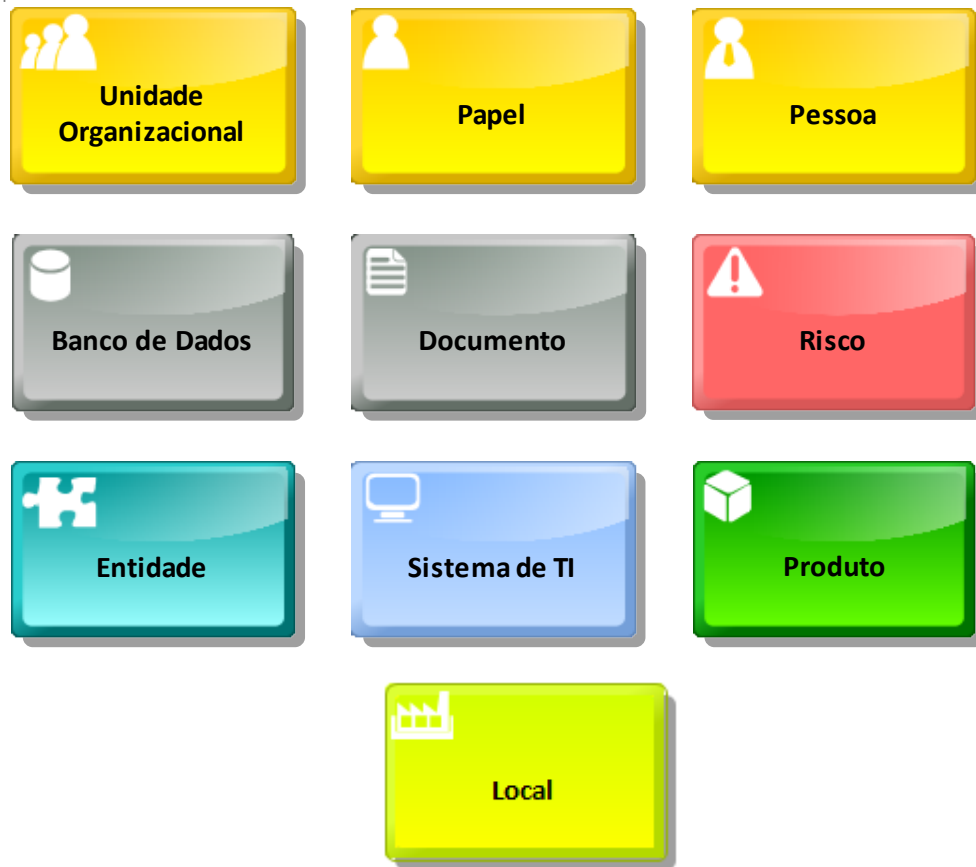 Unidade
Organizacional
Papel
Pessoa
Banco de Dados
Documento
Risco
Entidade
Sistema de TI
Produto
Local